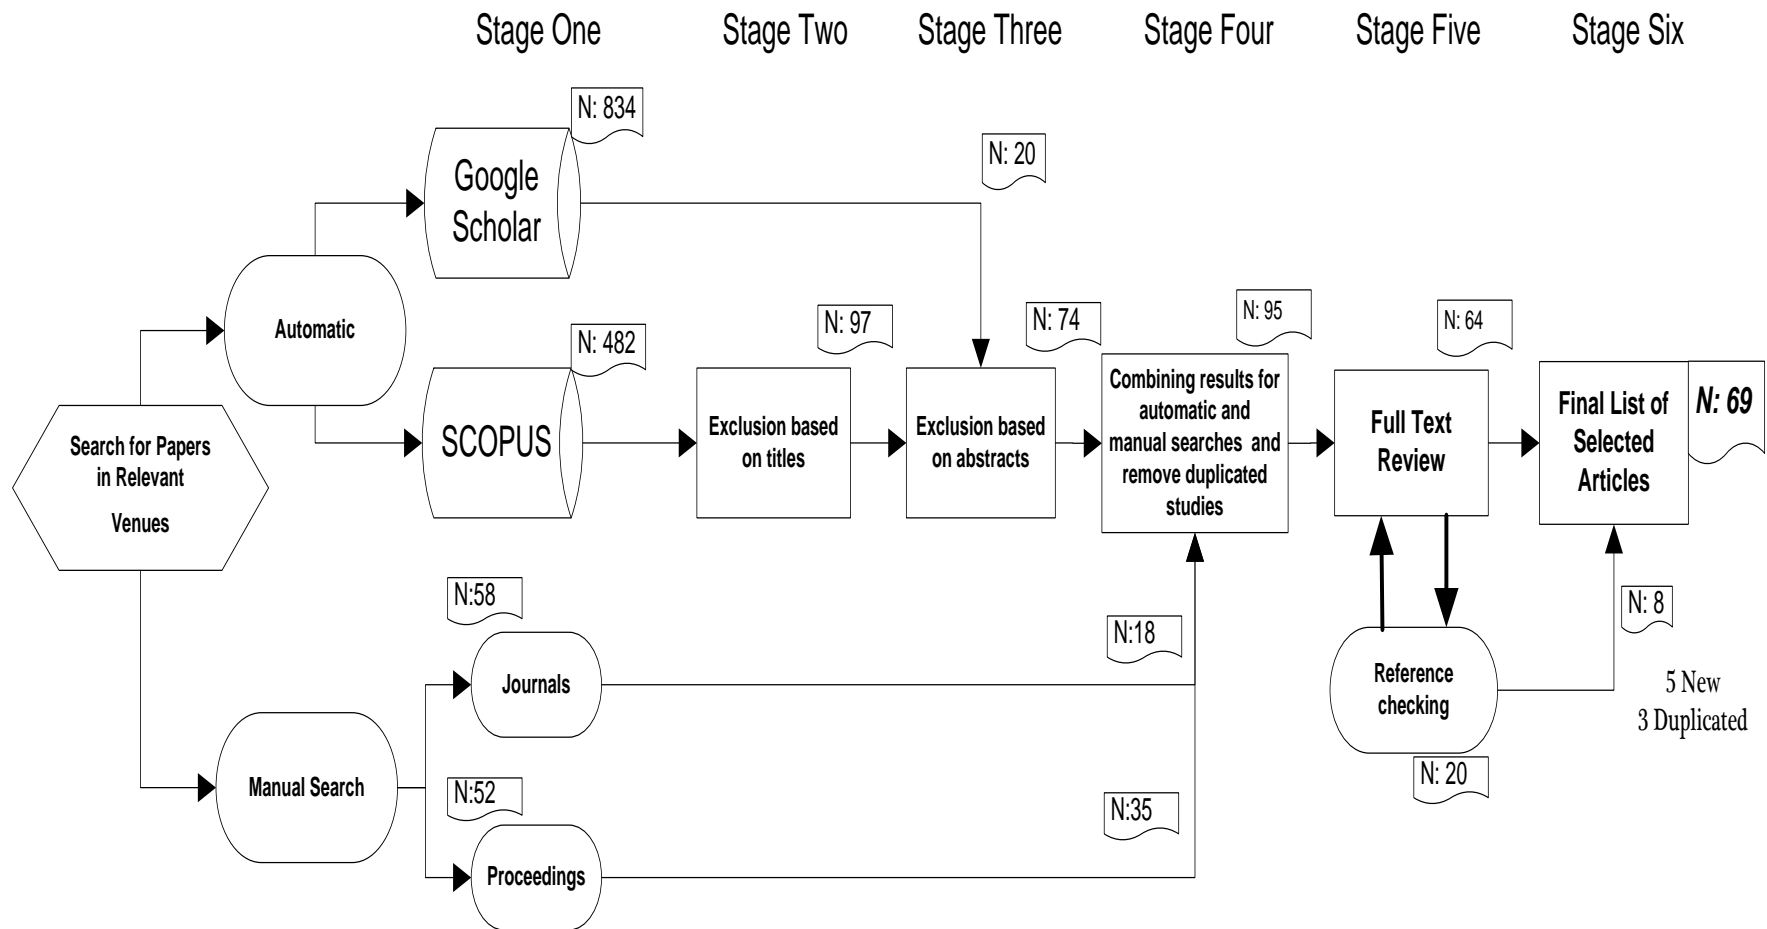 Stage One
Stage Two
Stage Three
Stage Four
Stage Five
Stage Six
N: 834
Google
Scholar
N: 20
Automatic
N: 482
SCOPUS
N: 97
Exclusion based
on titles
N: 74
Exclusion based
on abstracts
N: 95
Combining results for
automatic and
manual searches and
remove duplicated
studies
N: 64
Full Text
Review
N: 69
Final List of
Selected
Articles
Search for Papers
in Relevant
Venues
N:58
Journals
N:18
Manual Search
N:52
Proceedings
N:35
Reference
checking
N: 20
N: 8
5 New
3 Duplicated